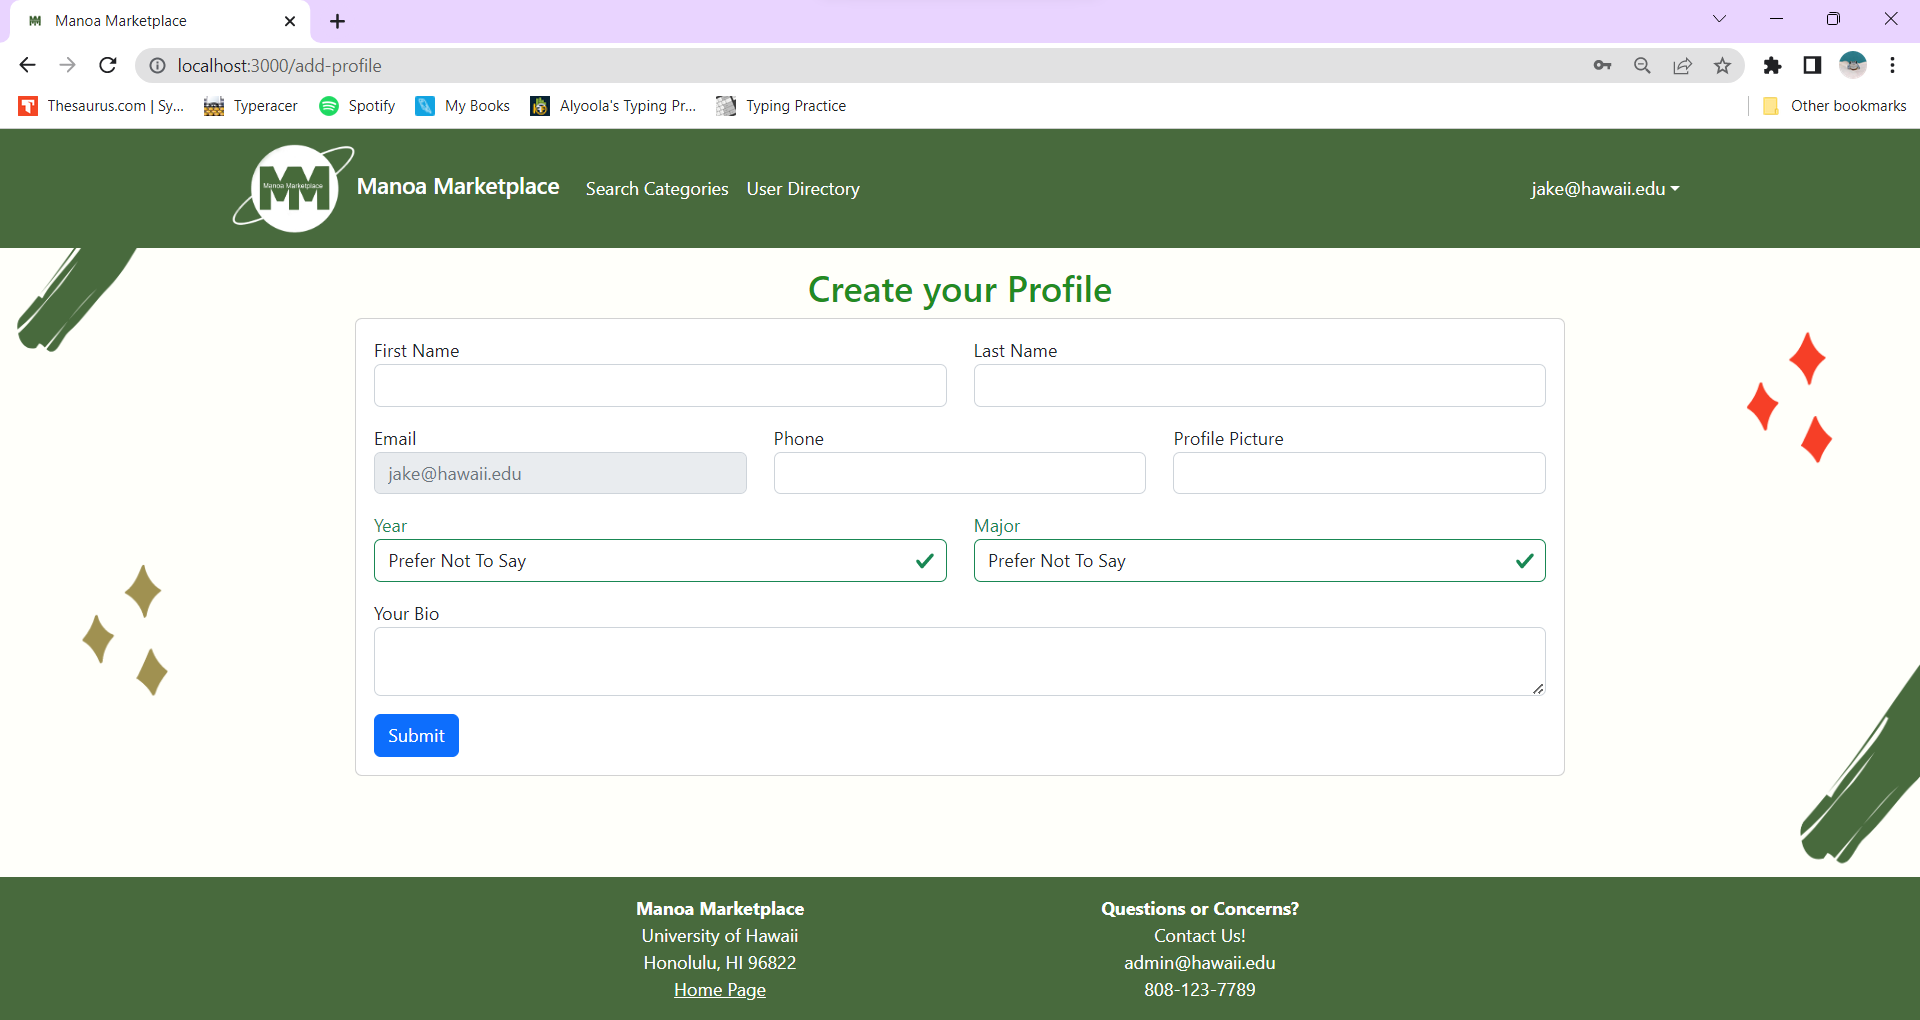 Manoa Marketplace
localhost:3000/add-profile
Thesaurus.com | Sy... Typeracer Spotify My Books Alyoola's Typing Pr... Typing Practice Other bookmarks
MM
Manoa Marketplace
Manoa Marketplace Search Categories User Directory jake@hawaii.edu
Create your Profile
First Name Last Name
Email Phone Profile Picture
jake@hawaii.edu
Year Major
Prefer Not To Say Prefer Not To Say
Your Bio
Submit
Manoa Marketplace Questions or Concerns?
University of Hawaii Contact Us!
Honolulu, HI 96822 admin@hawaii.edu
Home Page 808-123-7789